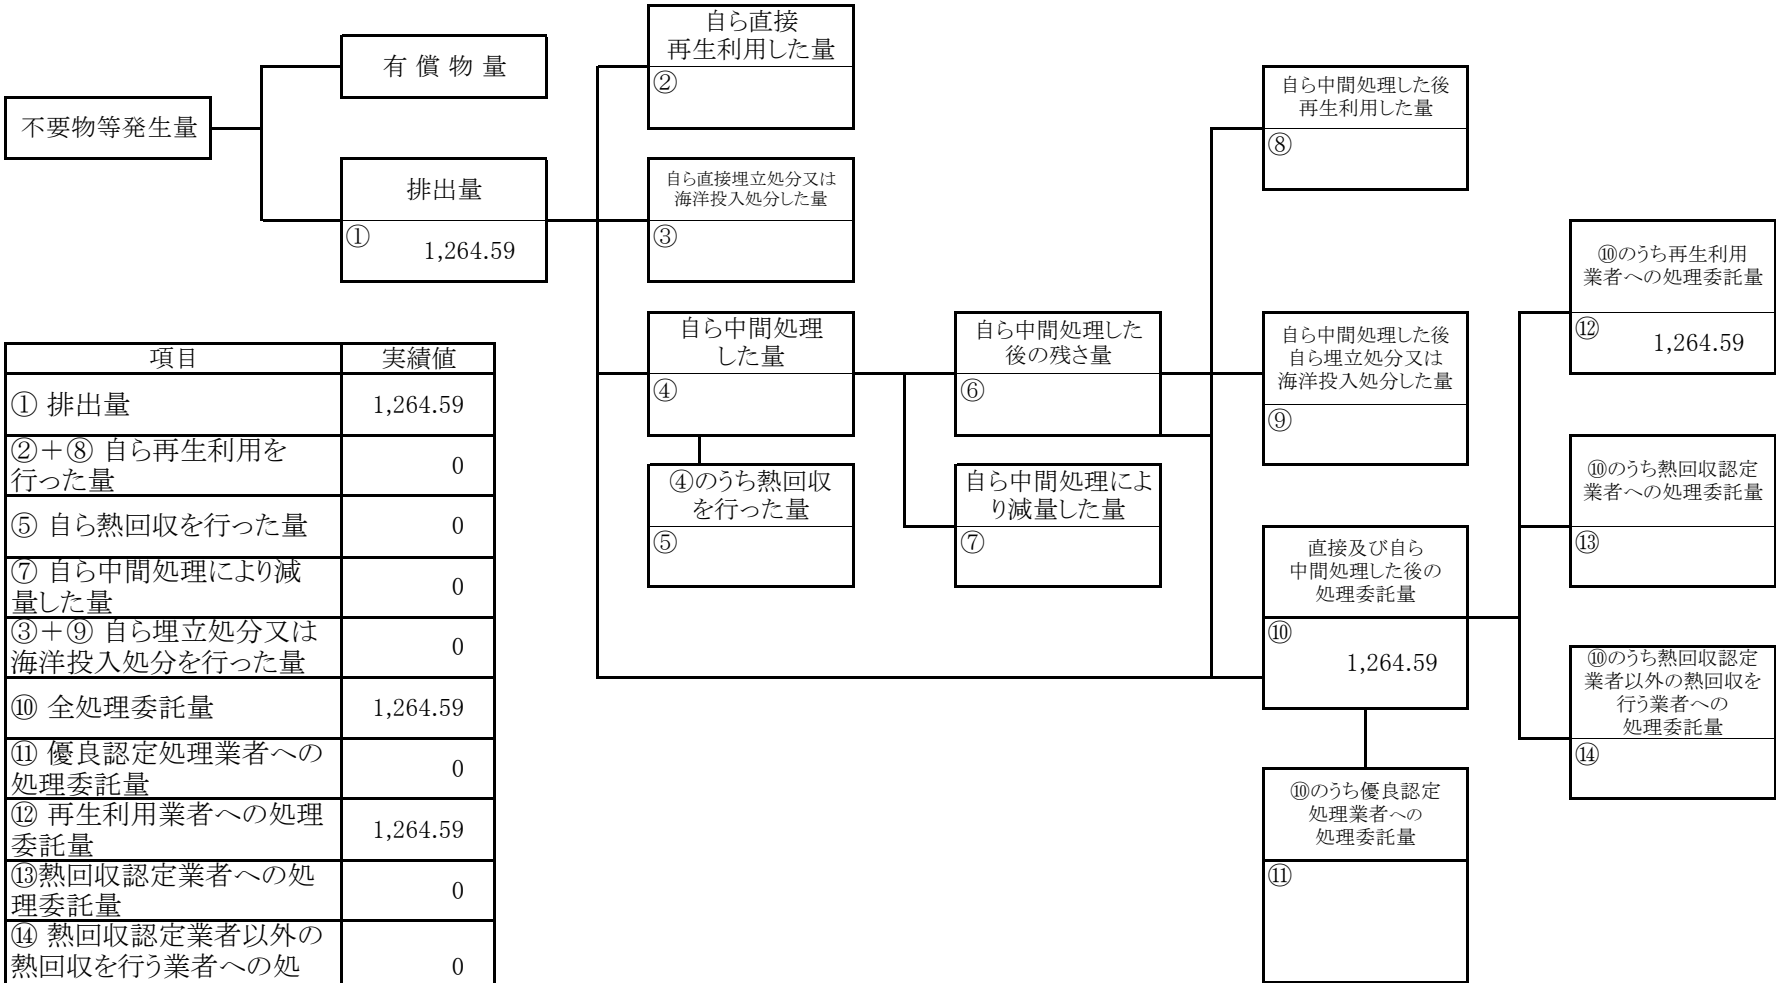 不要物等発生量
有 償 物 量
排出量
①
1,264.59
自ら直接
再生利用した量
②
自ら直接埋立処分又は
海洋投入処分した量
③
自ら中間処理
した量
④
④のうち熱回収
を行った量
⑤
自ら中間処理した
後の残さ量
⑥
自ら中間処理によ
り減量した量
⑦
自ら中間処理した後
再生利用した量
⑧
自ら中間処理した後
自ら埋立処分又は
海洋投入処分した量
⑨
直接及び自ら
中間処理した後の
処理委託量
⑩
1,264.59
⑩のうち優良認定
処理業者への
処理委託量
⑪
⑩のうち再生利用
業者への処理委託量
⑫
1,264.59
⑩のうち熱回収認定
業者への処理委託量
⑬
⑩のうち熱回収認定
業者以外の熱回収を
行う業者への
処理委託量
⑭
項目 実績値
① 排出量 1,264.59
②+⑧ 自ら再生利用を
行った量 0
⑤ 自ら熱回収を行った量 0
⑦ 自ら中間処理により減
量した量 0
③+⑨ 自ら埋立処分又は
海洋投入処分を行った量 0
⑩ 全処理委託量 1,264.59
⑪ 優良認定処理業者への
処理委託量 0
⑫ 再生利用業者への処理
委託量 1,264.59
⑬熱回収認定業者への処
理委託量 0
⑭ 熱回収認定業者以外の
熱回収を行う業者への処 0